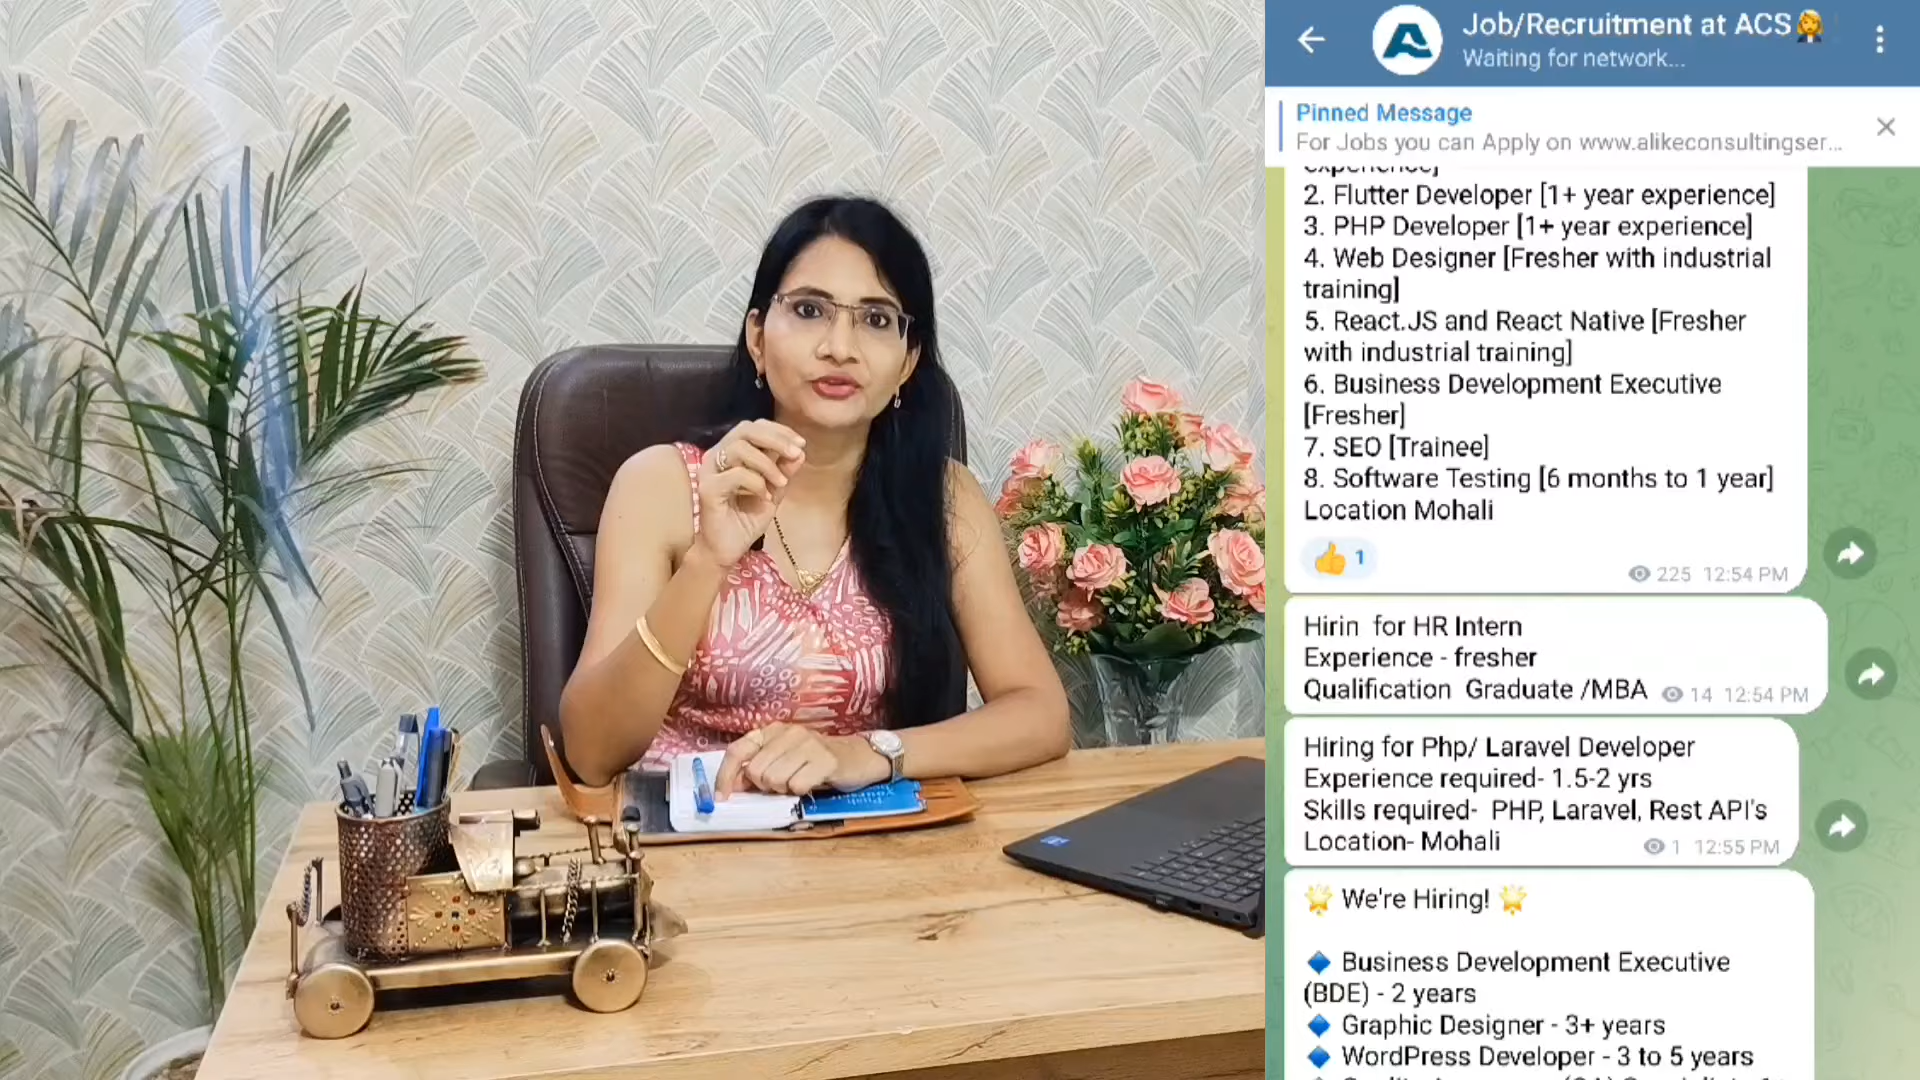 Job/Recruitment at ACS
Waiting for network...
Pinned Message
For Jobs you can Apply on www.alikeconsultingser...
experience]
2. Flutter Developer [1+ year experience]
3. PHP Developer [1+ year experience]
4. Web Designer [Fresher with industrial
training]
5. React.JS and React Native [Fresher
with industrial training]
6. Business Development Executive
[Fresher]
7. SEO [Trainee]
8. Software Testing [6 months to 1 year]
Location Mohali
1
225 12:54 PM
Hirin for HR Intern
Experience - fresher
Qualification Graduate /MBA 14 12:54 PM
Hiring for Php/ Laravel Developer
Experience required- 1.5-2 yrs
Skills required- PHP, Laravel, Rest API's
Location- Mohali 1 12:55 PM
We're Hiring!
Business Development Executive
(BDE) - 2 years
Graphic Designer - 3+ years
WordPress Developer - 3 to 5 years